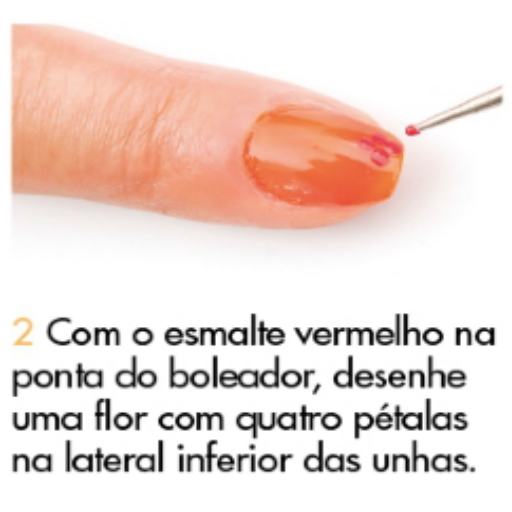 2 Com o esmalte vermelho na
ponta do boleador, desenhe
uma flor com quatro pétalas
na lateral inferior das unhas.